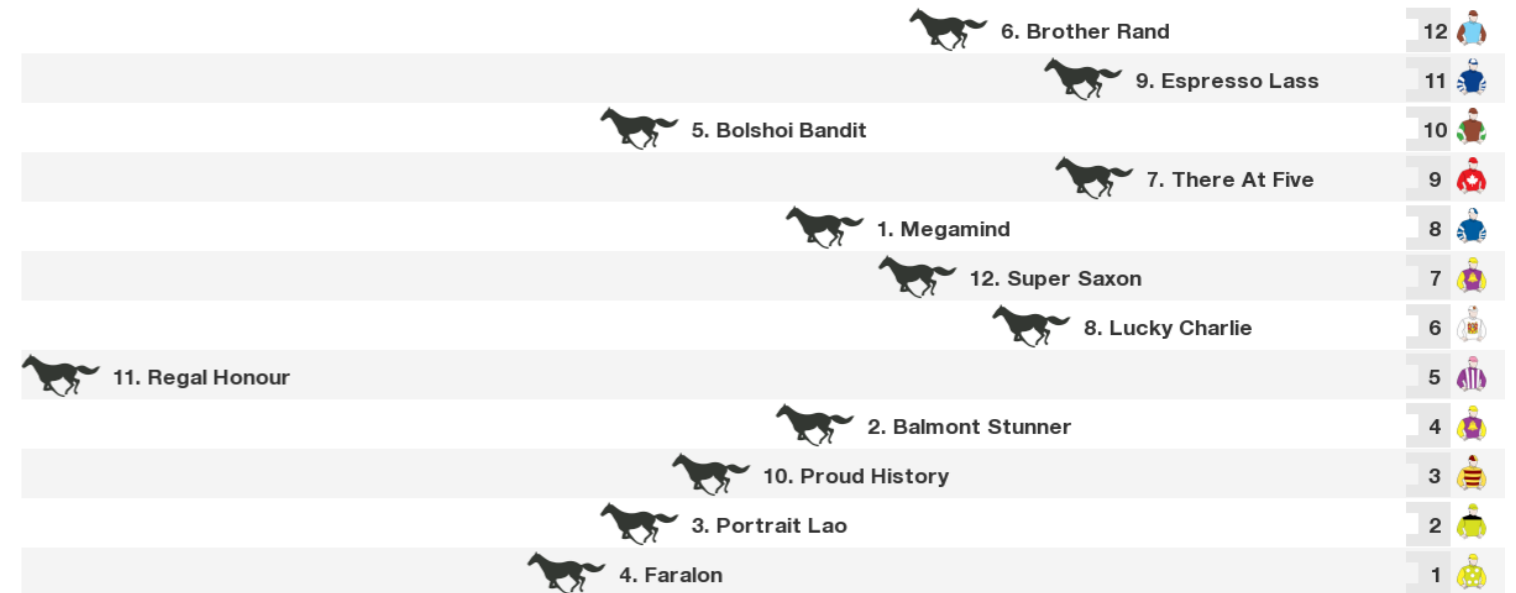 6. Brother Rand 12
9. Espresso Lass 11
5. Bolshoi Bandit 10
7. There At Five 9
1. Megamind 8
12. Super Saxon 7
8. Lucky Charlie 6
11. Regal Honour 5
2. Balmont Stunner 4
10. Proud History 3
3. Portrait Lao 2
4. Faralon 1